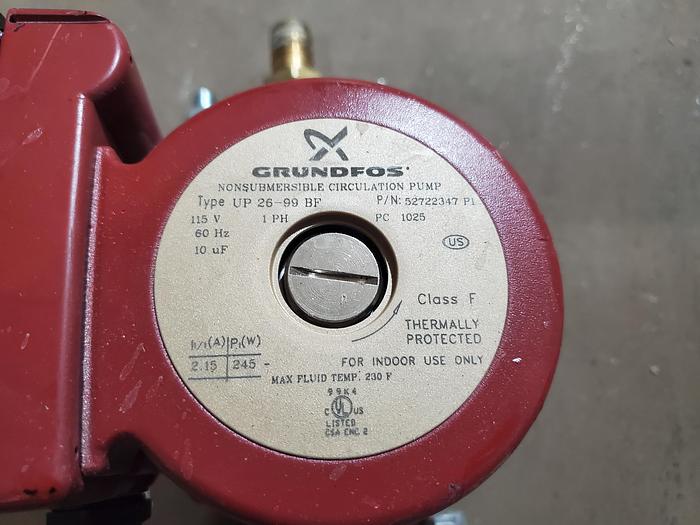 GRUNDFOS
NONSUBMERSIBLE CIRCULATION PUMP
Type UP 26-99 BF P/N: 52722347 P1
115 V 1 PH PC 1025
60 Hz
10 uF
US
Class F
THERMALLY
PROTECTED
I1/1(A) P1(W)
2.15 245
FOR INDOOR USE ONLY
MAX FLUID TEMP. 230 F
99K4
C UL US
LISTED
CSA ENC 2